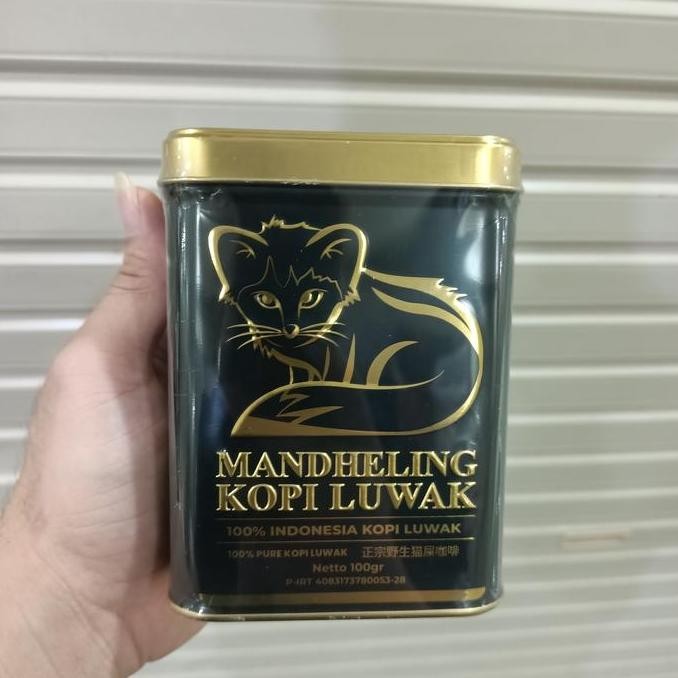 MANDHELING
KOPI LUWAK
100% INDONESIA KOPI LUWAK
100% PURE KOPI LUWAK 正宗野生猫屎咖啡
Netto 100gr
P-IRT 4083173780053-28